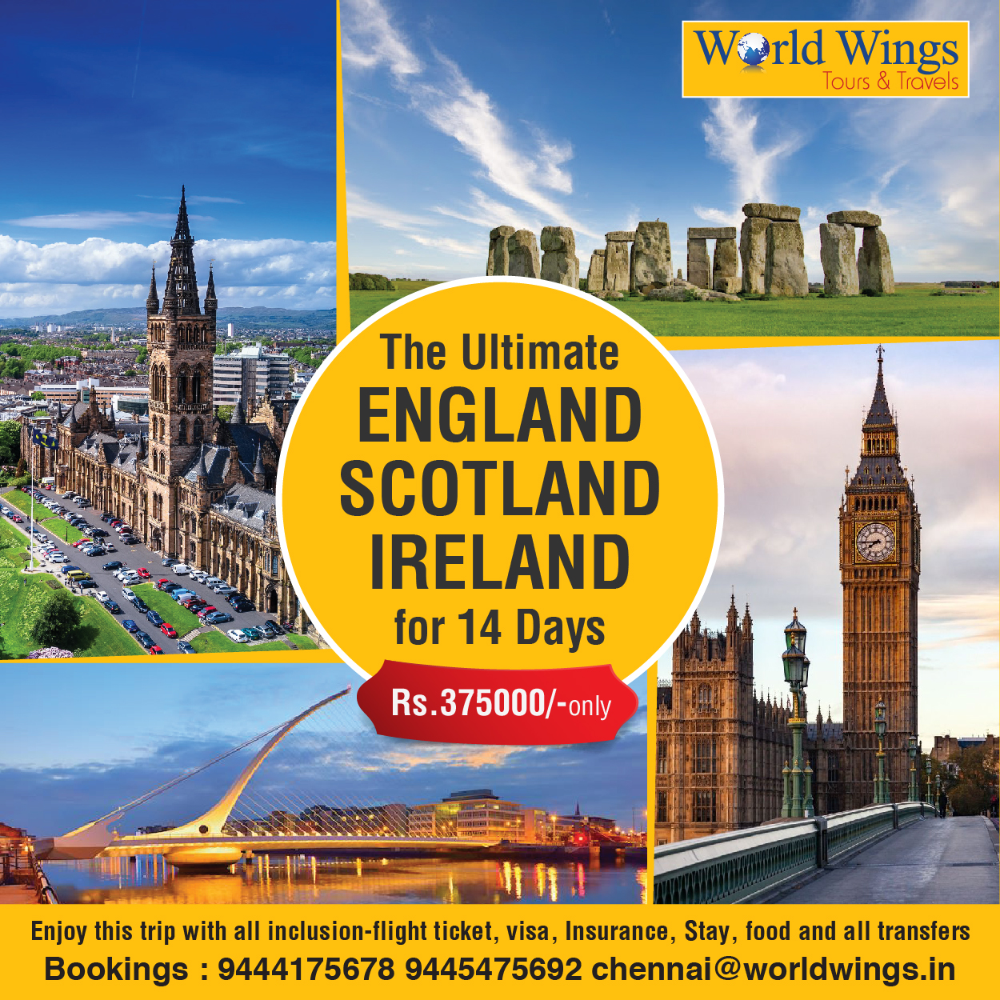 World Wings
Tours & Travels
The Ultimate
ENGLAND
SCOTLAND
IRELAND
for 14 Days
Rs.375000/-only
Enjoy this trip with all inclusion-flight ticket, visa, Insurance, Stay, food and all transfers
Bookings : 9444175678 9445475692 chennai@worldwings.in